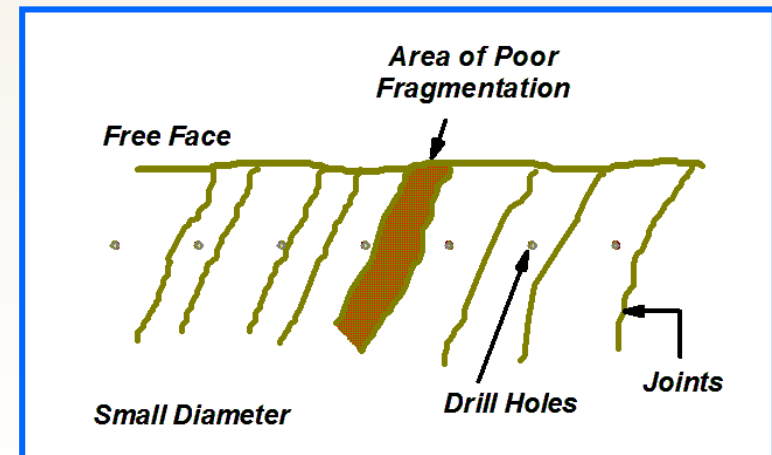 Area of Poor
Fragmentation
Free Face
Small Diameter
Drill Holes
Joints